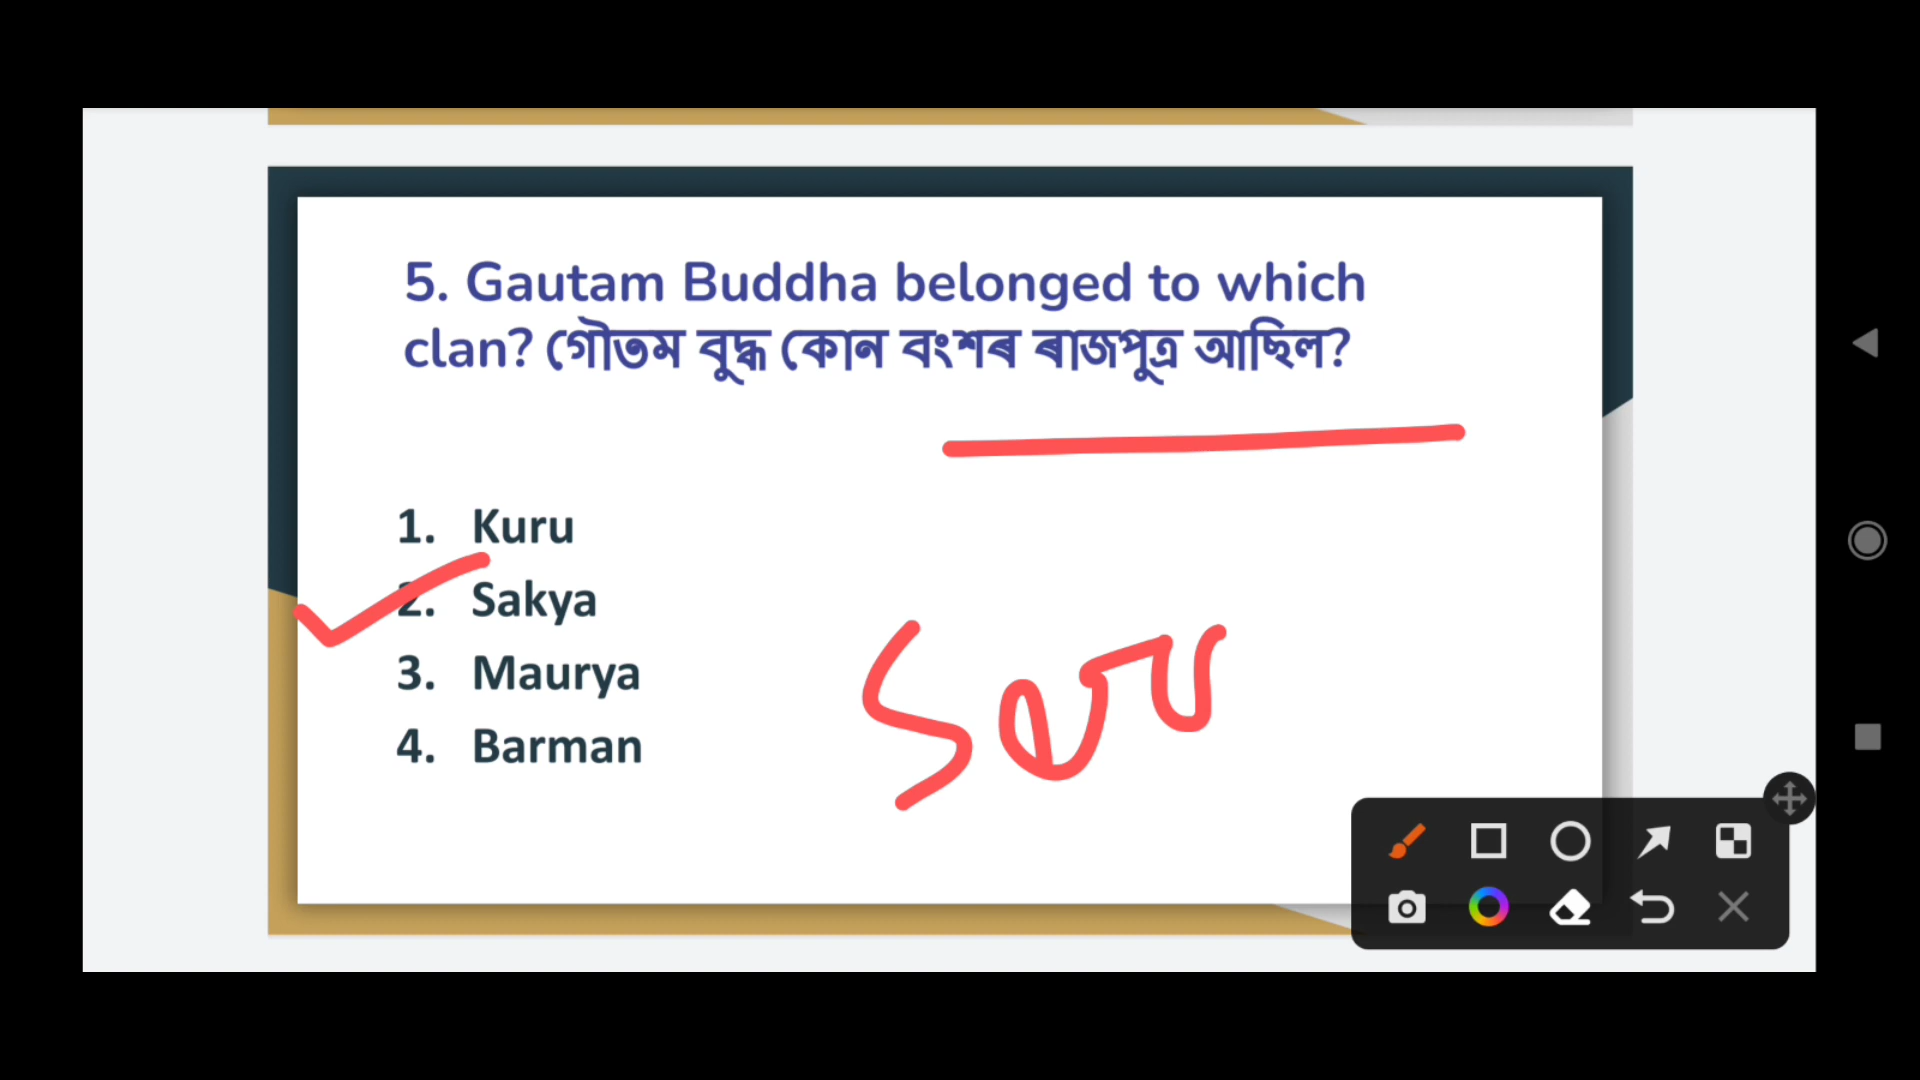 5. Gautam Buddha belonged to which
clan? গৌতম বুদ্ধ কোন বংশৰ ৰাজপুত্ৰ আছিল?
1. Kuru
2. Sakya
3. Maurya
4. Barman